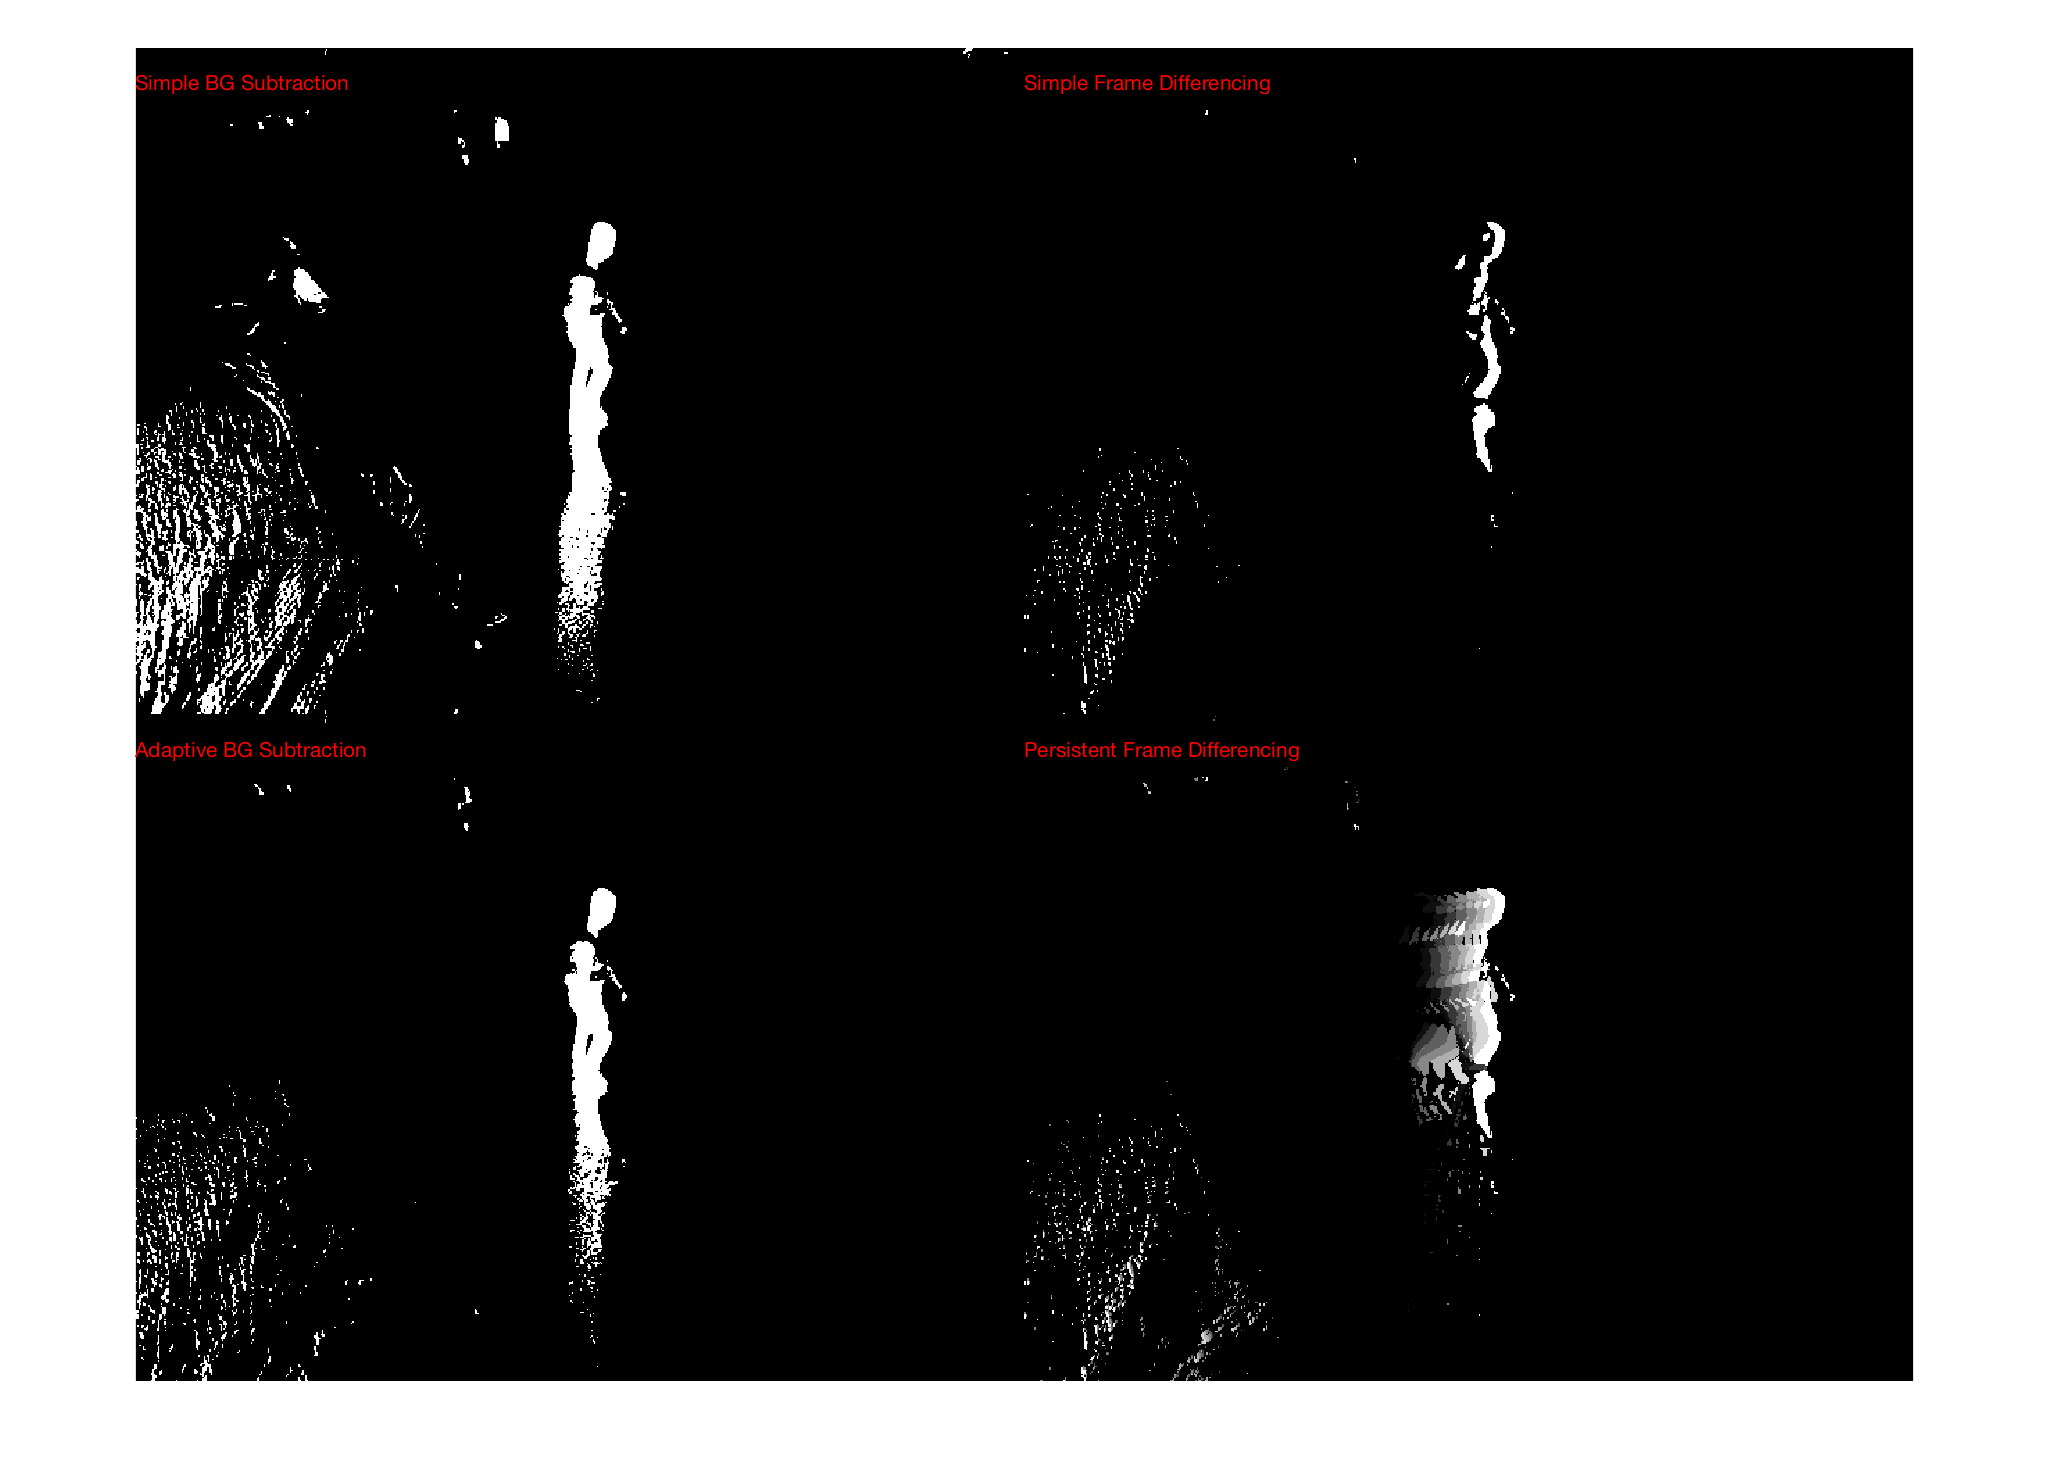 Simple BG Subtraction
Simple Frame Differencing
Adaptive BG Subtraction
Persistent Frame Differencing